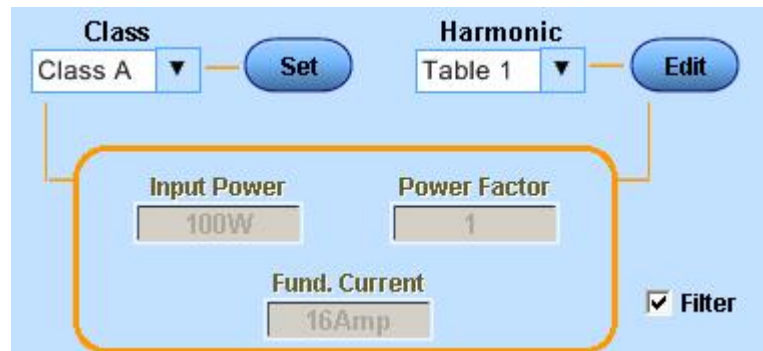 Class Harmonic
Class A ▼ Set Table 1 ▼ Edit
Input Power Power Factor
100W 1
Fund. Current
16Amp
Filter